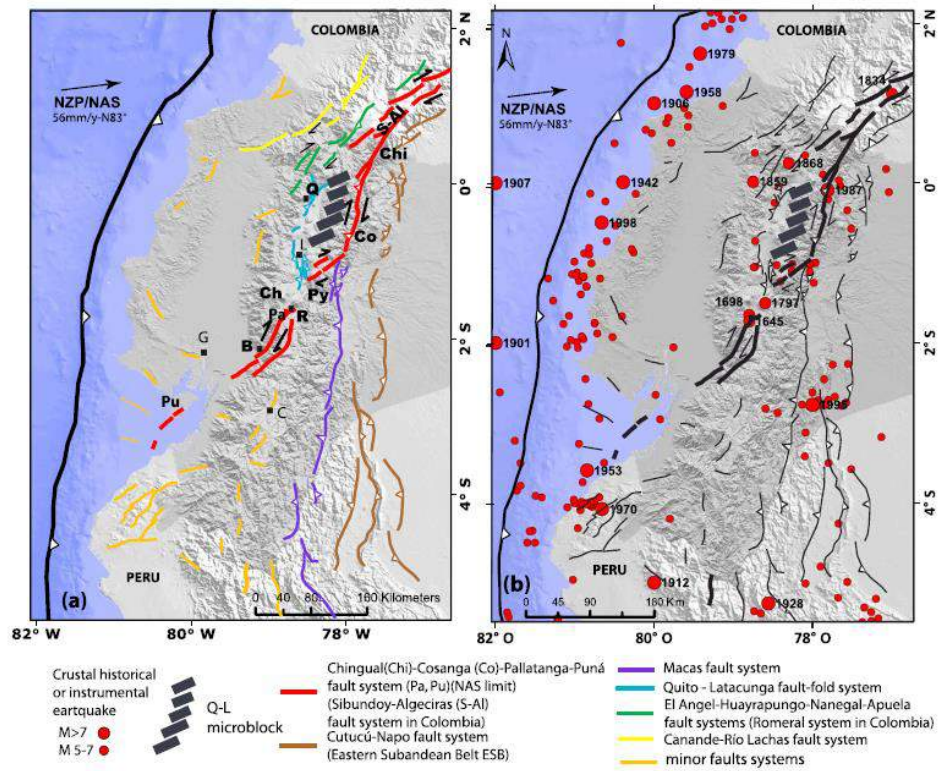 COLOMBIA
NZP/NAS
56mm/y-N83°
S-Al
Chi
Q
Co
L
Py
Ch
Pa
R
B
G
Pu
C
PERU
(a)
0 40 80 160 Kilometers
82 W
80 W
78°W
2°N
0°
2°S
4°S
N
COLOMBIA
NZP/NAS
56mm/y-N83°
1979
1958
1906
1834
1868
1859
1987
1907
1942
1998
1698
1797
1645
1901
1995
1953
1970
1912
1928
PERU
(b)
0 45 90 180 Km
82°W
80°W
78°W
2°N
0°
2°S
4°S
Crustal historical
or instrumental
eartquake
M>7
M 5-7
Q-L
microblock
Chingual(Chi)-Cosanga (Co)-Pallatanga-Puná
fault system (Pa, Pu)(NAS limit)
(Sibundoy-Algeciras (S-Al)
fault system in Colombia)
Cutucú-Napo fault system
(Eastern Subandean Belt ESB)
Macas fault system
Quito - Latacunga fault-fold system
El Angel-Huayrapungo-Nanegal-Apuela
fault systems (Romeral system in Colombia)
Canande-Río Lachas fault system
minor faults systems